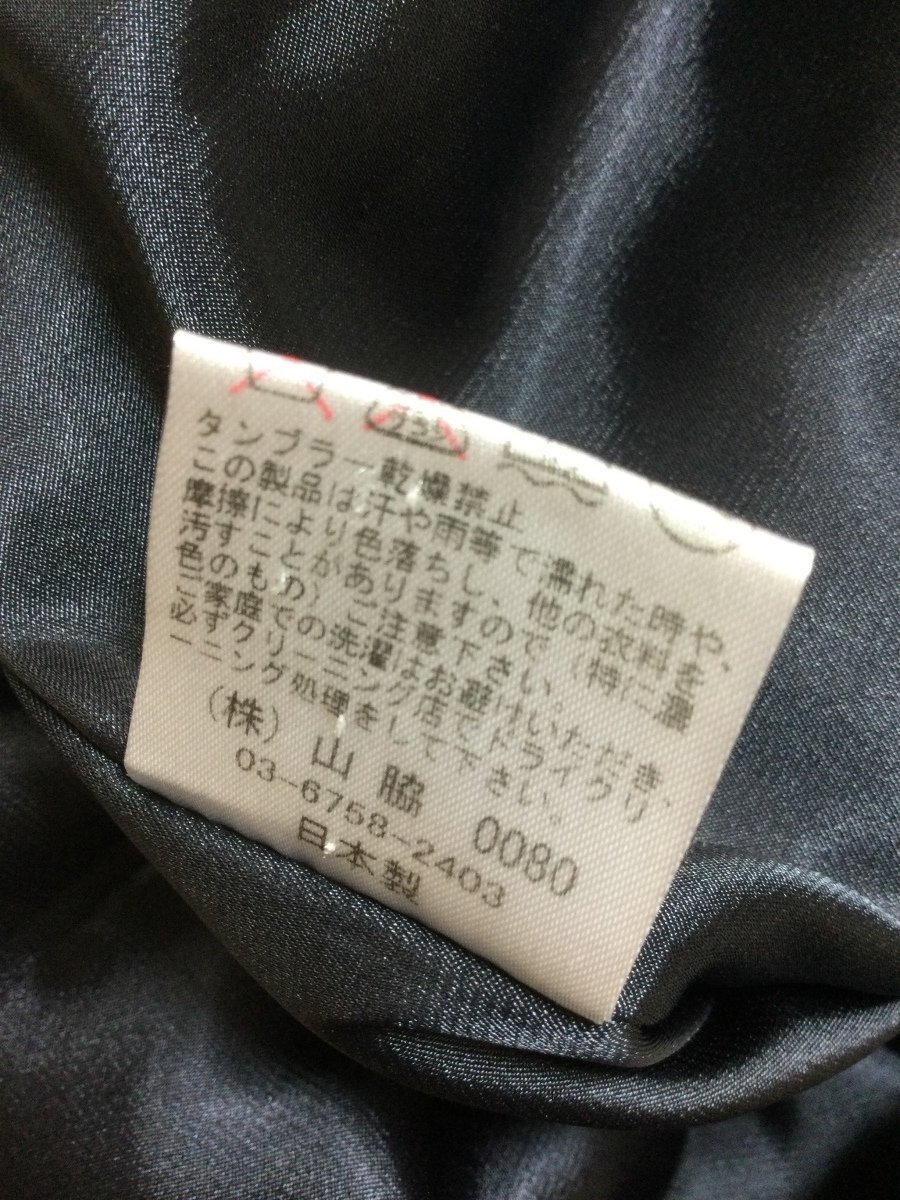 タンブラー乾燥禁止
この製品は汗や雨等で濡れた時や、
摩擦により色落ちし、他の衣料を
汚すことがありますので、(特に濃
色のもの)ご注意下さい。
ご家庭での洗濯はお避けいただき、
必ずクリーニング店でドライクリ
ーニング処理をして下さい。
(株)山脇 0080
03-6758-2403
日本製